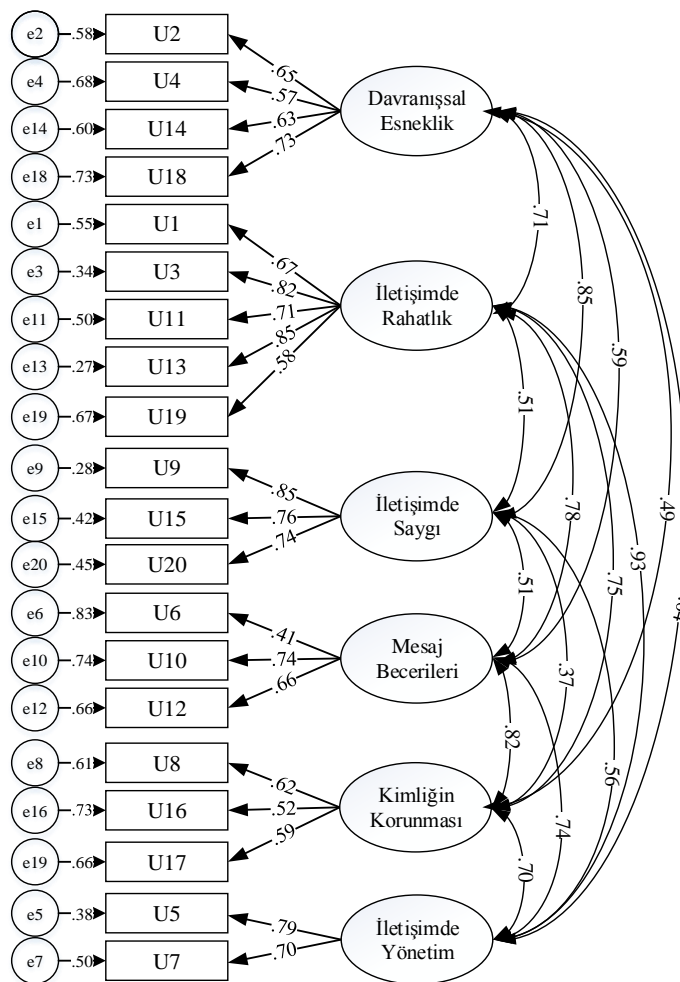 e2 .58 U2
.65
e4 .68 U4
.57
Davranışsal
Esneklik
e14 .60 U14
.63
e18 .73 U18
.73
.71
e1 .55 U1
.67
e3 .34 U3
.82
İletişimde
Rahatlık
.85
.59
e11 .50 U11
.71
e13 .27 U13
.85
e19 .67 U19
.58
.51
e9 .28 U9
.85
İletişimde
Saygı
.78
.49
e15 .42 U15
.76
.93
e20 .45 U20
.74
.75
.51
e6 .83 U6
.41
Mesaj
Becerileri
e10 .74 U10
.74
.37
e12 .66 U12
.66
.82
e8 .61 U8
.62
.56
Kimliğin
Korunması
e16 .73 U16
.52
.74
e19 .66 U17
.59
.70
e5 .38 U5
.79
İletişimde
Yönetim
e7 .50 U7
.70